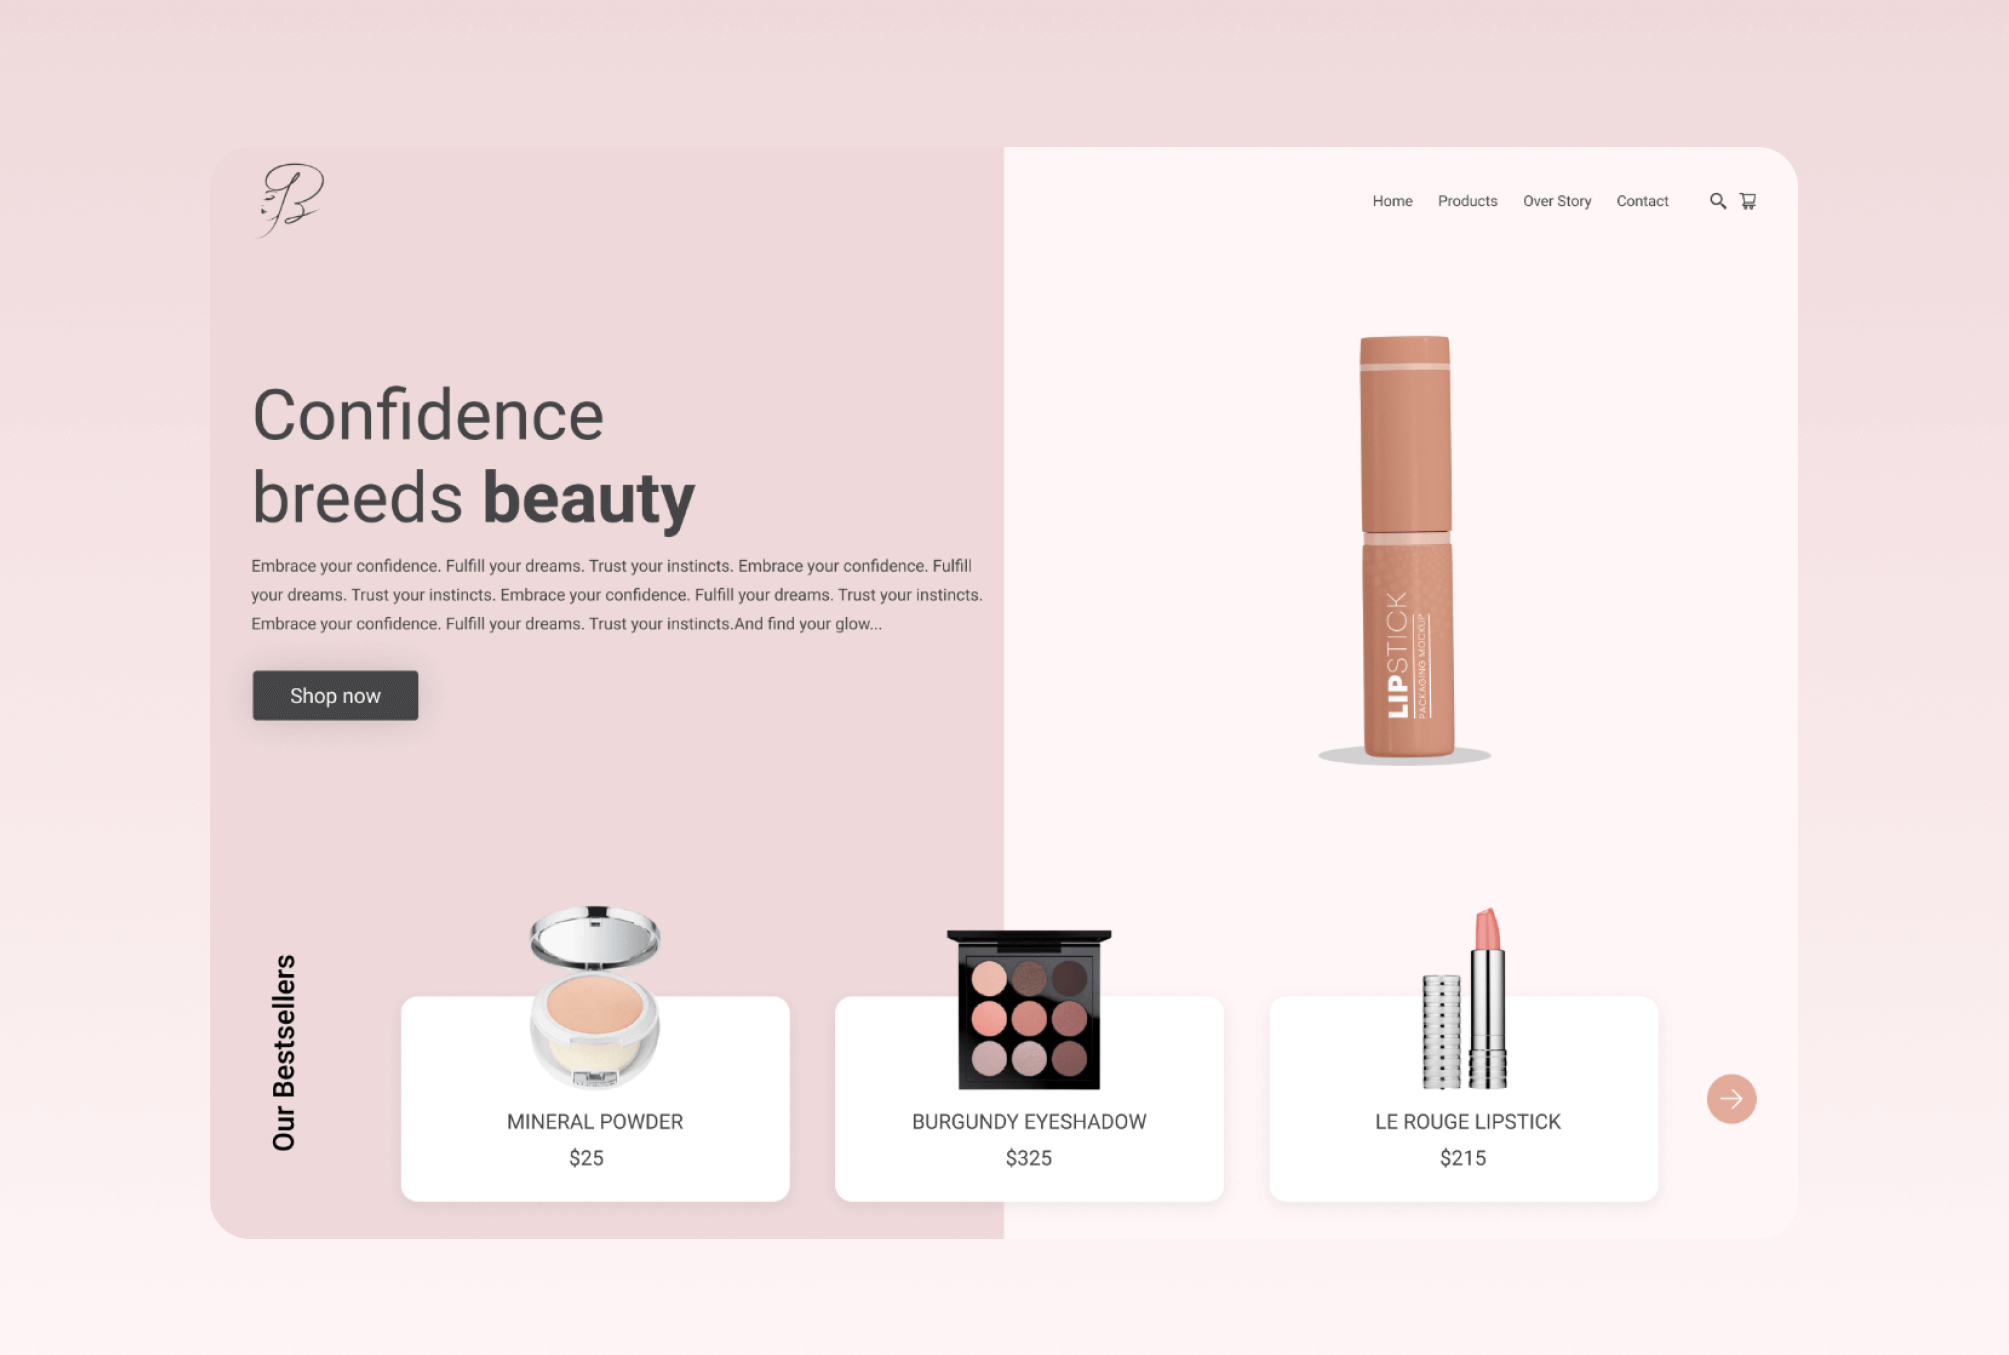 B
Home Products Over Story Contact
Confidence
breeds beauty
Embrace your confidence. Fulfill your dreams. Trust your instincts. Embrace your confidence. Fulfill
your dreams. Trust your instincts. Embrace your confidence. Fulfill your dreams. Trust your instincts.
Embrace your confidence. Fulfill your dreams. Trust your instincts.And find your glow...
Shop now
LIPSTICK
PACKAGING MOCKUP
Our Bestsellers
MINERAL POWDER
$25
BURGUNDY EYESHADOW
$325
LE ROUGE LIPSTICK
$215